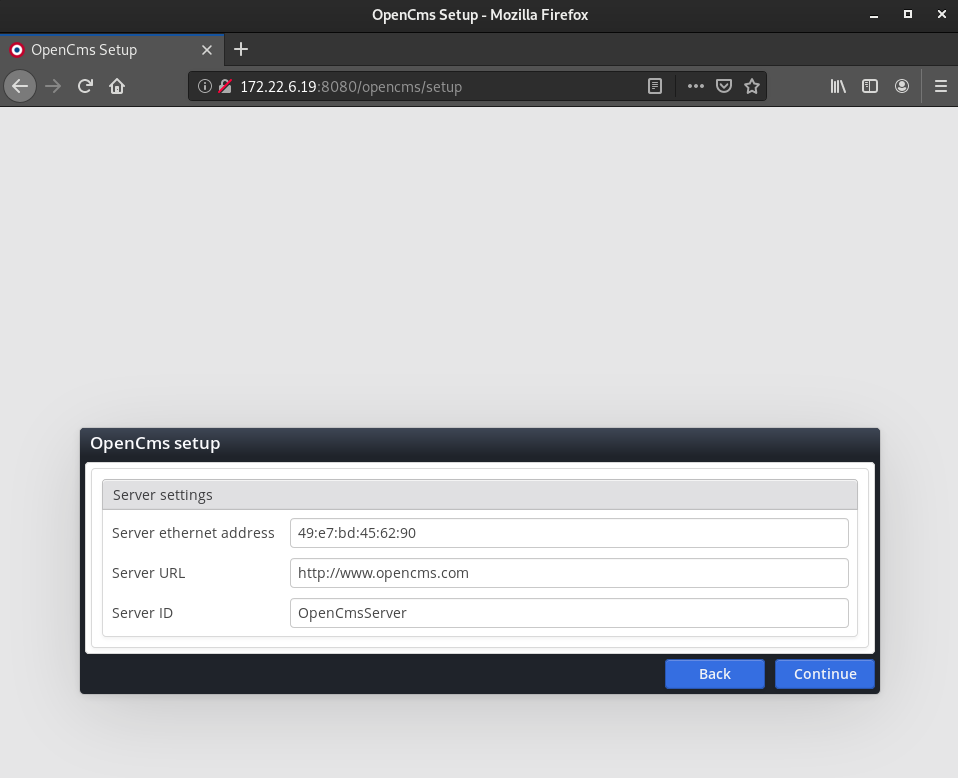 OpenCms Setup - Mozilla Firefox
OpenCms Setup
172.22.6.19:8080/opencms/setup
OpenCms setup
Server settings
Server ethernet address 49:e7:bd:45:62:90
Server URL http://www.opencms.com
Server ID OpenCmsServer
Back Continue